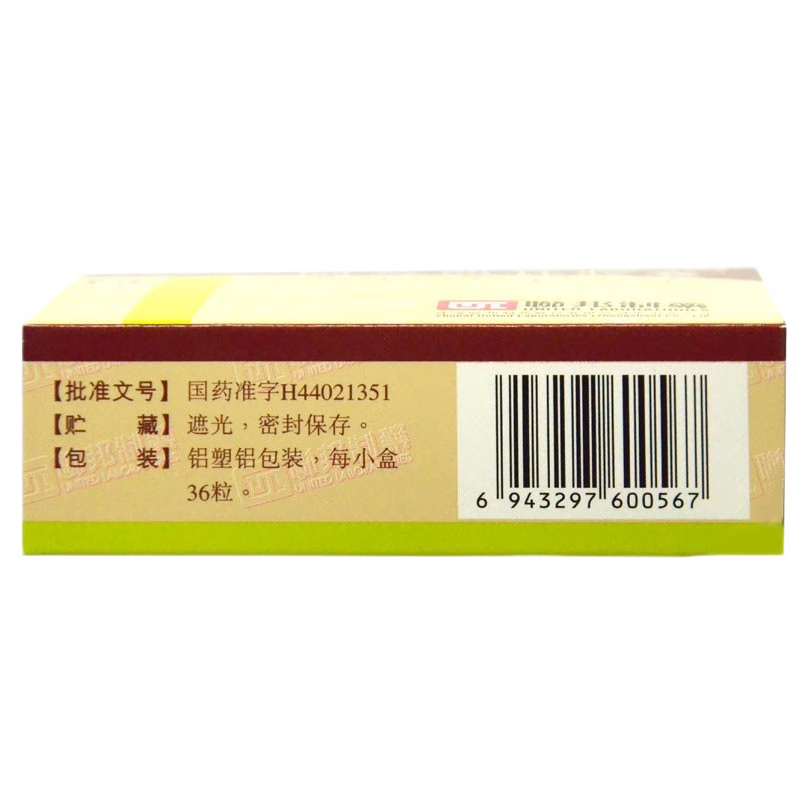 UNITED LABORATORIES
【批准文号】 国药准字H44021351
【贮 藏】 遮光，密封保存。
【包 装】 铝塑铝包装，每小盒
36粒。
6 943297 600567